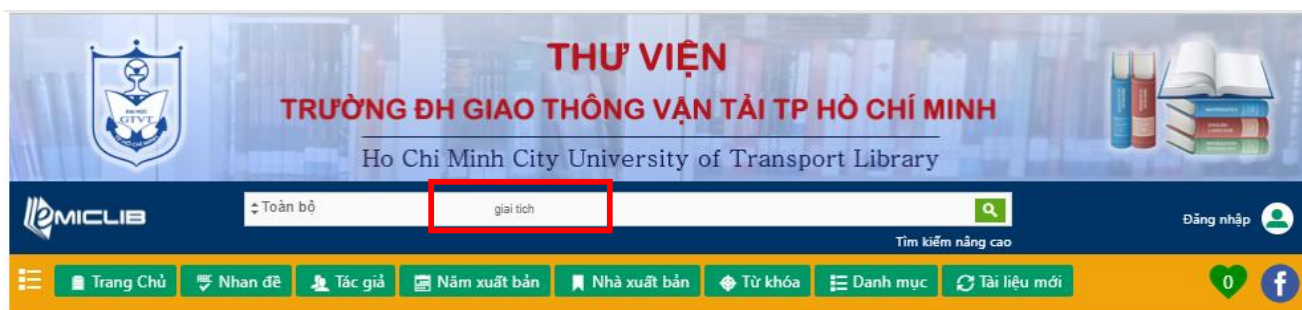 THƯ VIỆN
TRƯỜNG ĐH GIAO THÔNG VẬN TẢI TP HỒ CHÍ MINH
Ho Chi Minh City University of Transport Library
GTVT
EMICLIB
Toàn bộ giai tich
Đăng nhập
Tìm kiếm nâng cao
Trang Chủ Nhan đề Tác giả Năm xuất bản Nhà xuất bản Từ khóa Danh mục Tài liệu mới 0 f